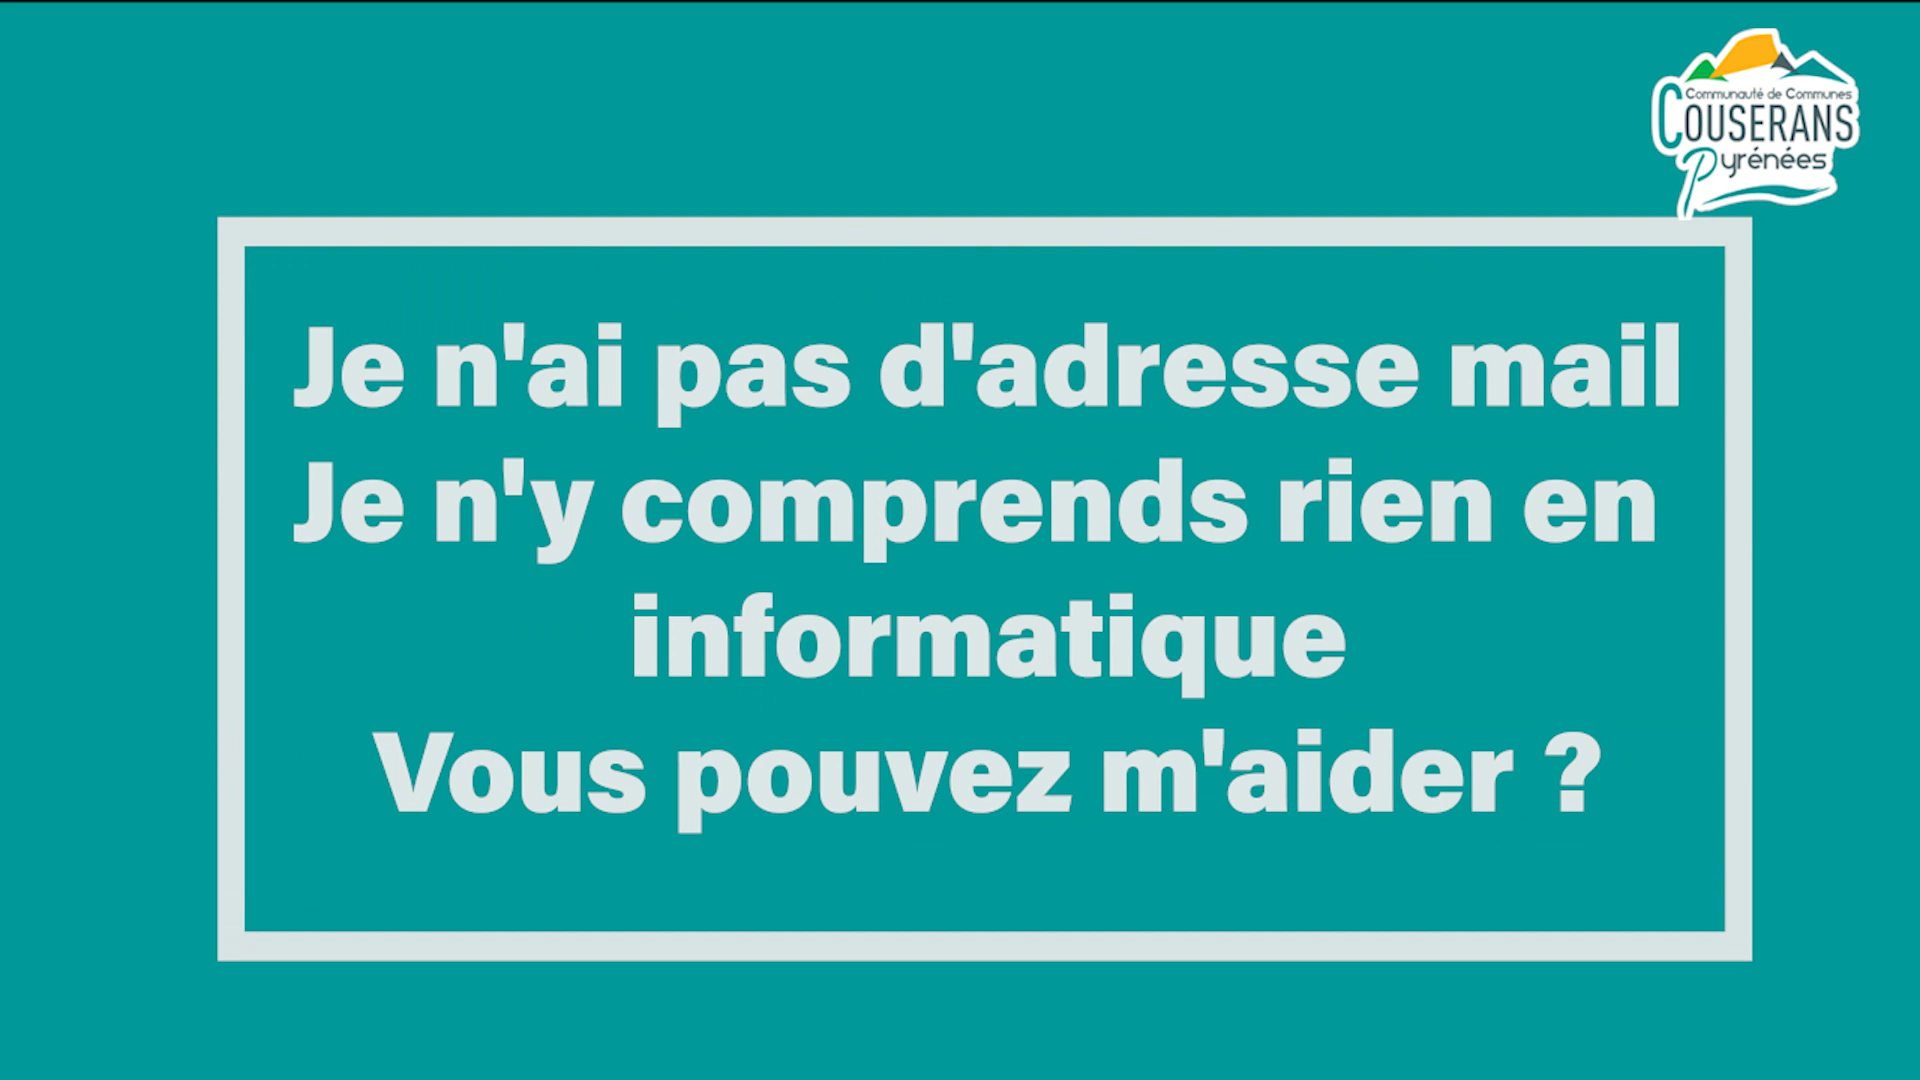 Communauté de Communes
COUSERANS
Pyrénées
Je n'ai pas d'adresse mail
Je n'y comprends rien en
informatique
Vous pouvez m'aider ?